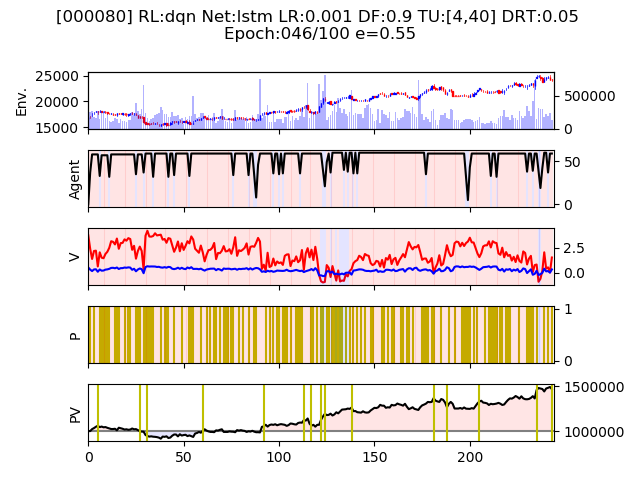 [000080] RL:dqn Net:lstm LR:0.001 DF:0.9 TU:[4,40] DRT:0.05
Epoch:046/100 e=0.55
Env.
25000
20000
15000
500000
0
Agent
50
0
V
2.5
0.0
P
1
0
PV
1500000
1000000
0
50
100
150
200